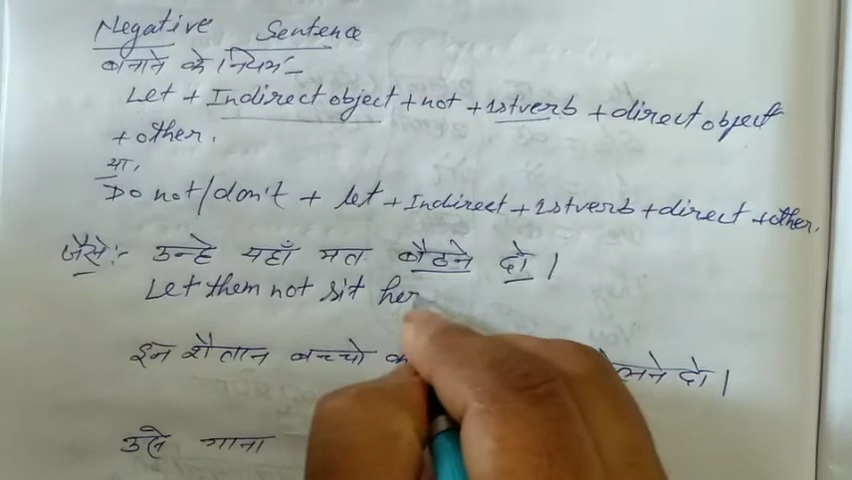 Negative Sentence
बनाने के नियम:-
Let + Indirect object + not + 1st verb + direct object
+ other.
या,
Do not/don't + let + Indirect + 1st verb + direct + other.
जैसे:- उन्हे यहाँ मत बैठने दो।
Let them not sit her
इन शैतान बच्चो दो।
उसे गाना